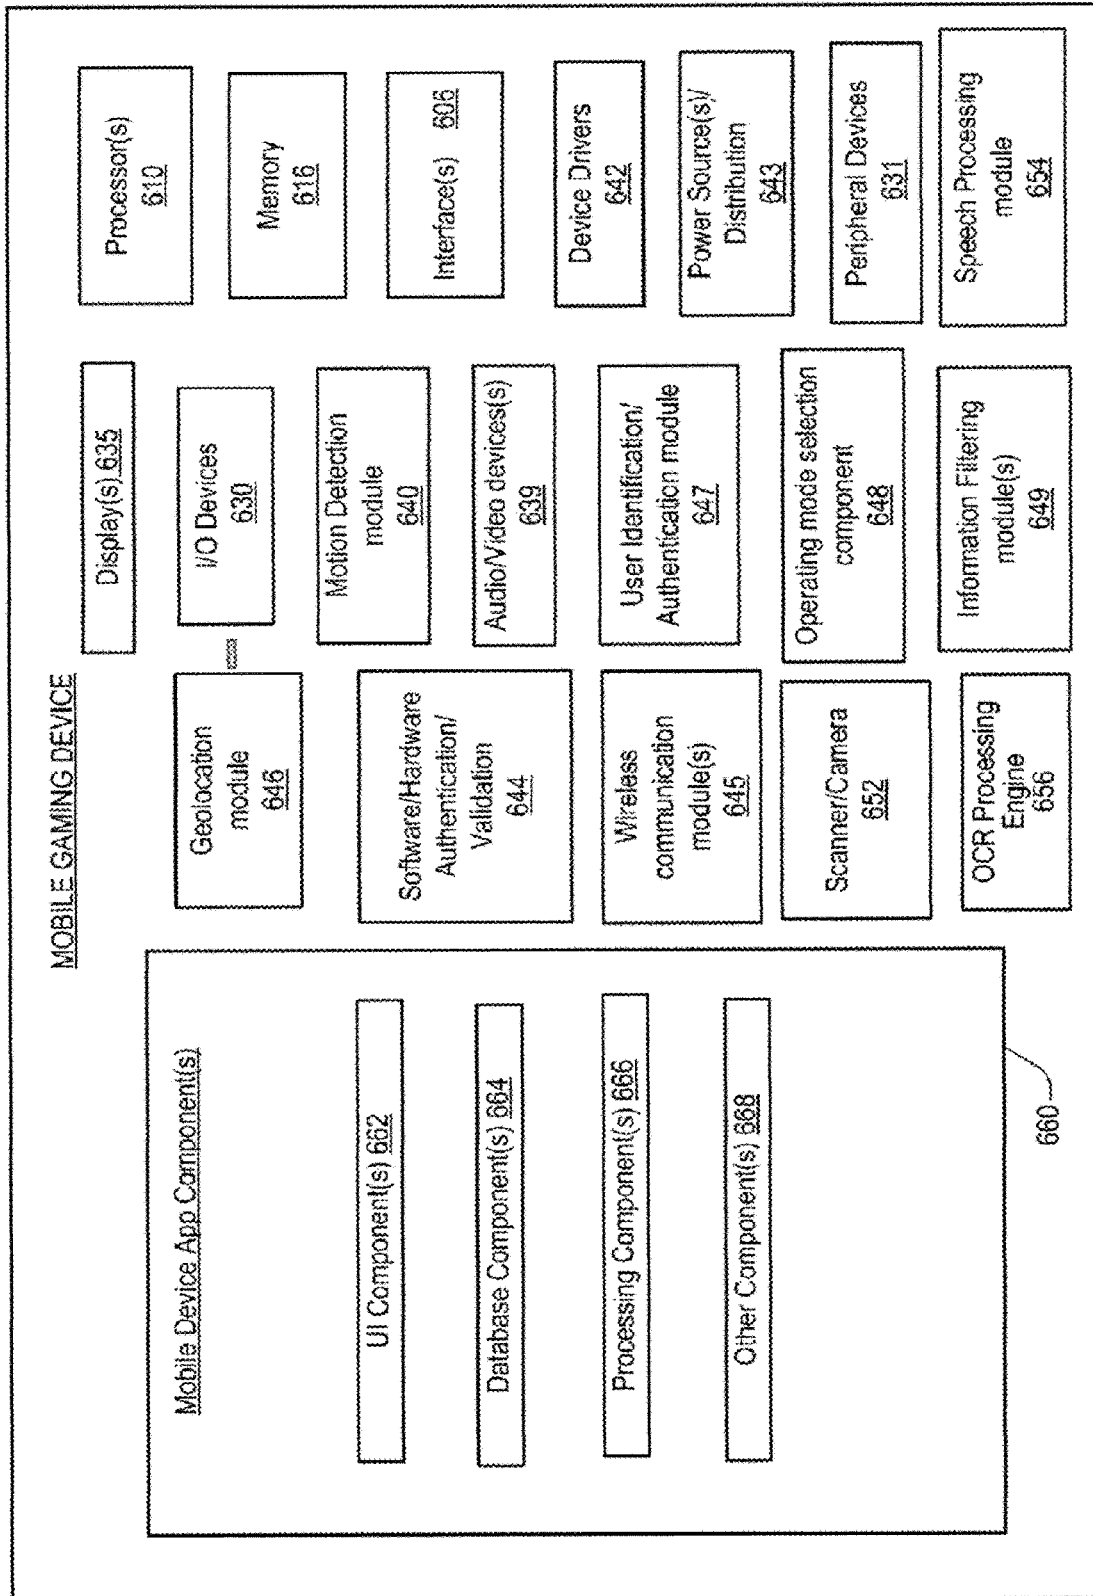 MOBILE GAMING DEVICE
Mobile Device App Component(s)
UI Component(s) 662
Database Component(s) 664
Processing Component(s) 666
Other Component(s) 668
660
Geolocation
module
646
Software/Hardware
Authentication/
Validation
644
Wireless
communication
module(s)
645
Scanner/Camera
652
OCR Processing
Engine
656
Display(s) 635
I/O Devices
630
Motion Detection
module
640
Audio/Video devices(s)
639
User Identification/
Authentication module
647
Operating mode selection
component
648
Information Filtering
module(s)
649
Processor(s)
610
Memory
616
Interface(s) 606
Device Drivers
642
Power Source(s)/
Distribution
643
Peripheral Devices
631
Speech Processing
module
654